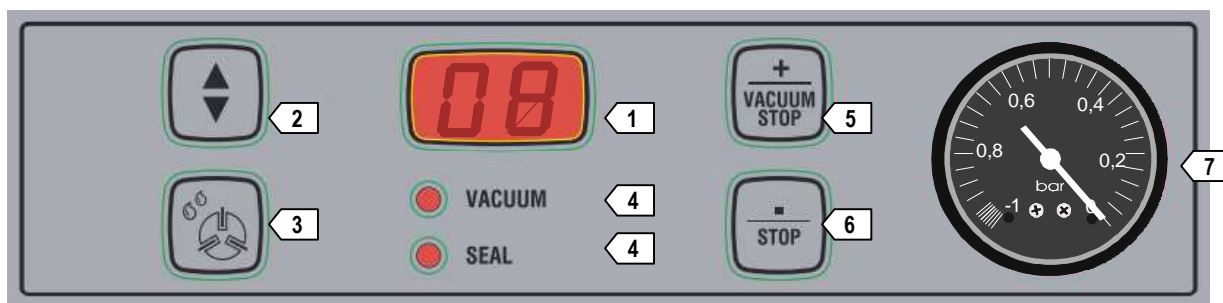 08
2
1
+
VACUUM
STOP
5
0,6
0,4
0,8
0,2
bar
-1
0
7
3
VACUUM
4
SEAL
4
-
STOP
6